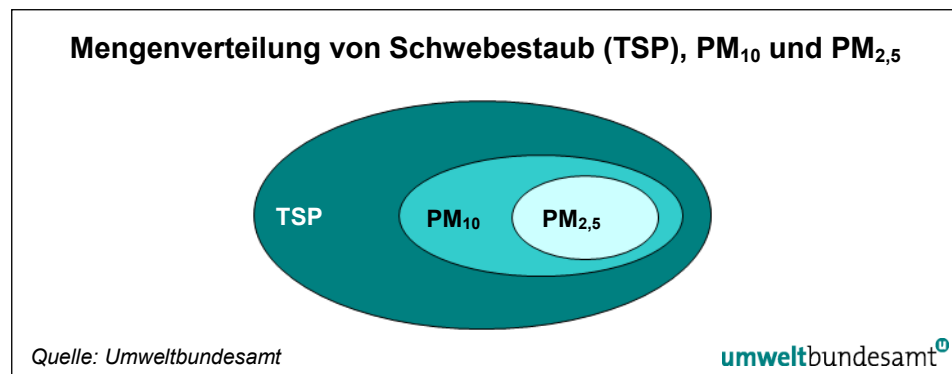 Mengenverteilung von Schwebestaub (TSP), PM₁₀ und PM₂,₅
TSP
PM₁₀
PM₂,₅
Quelle: Umweltbundesamt
umweltbundesamt
u